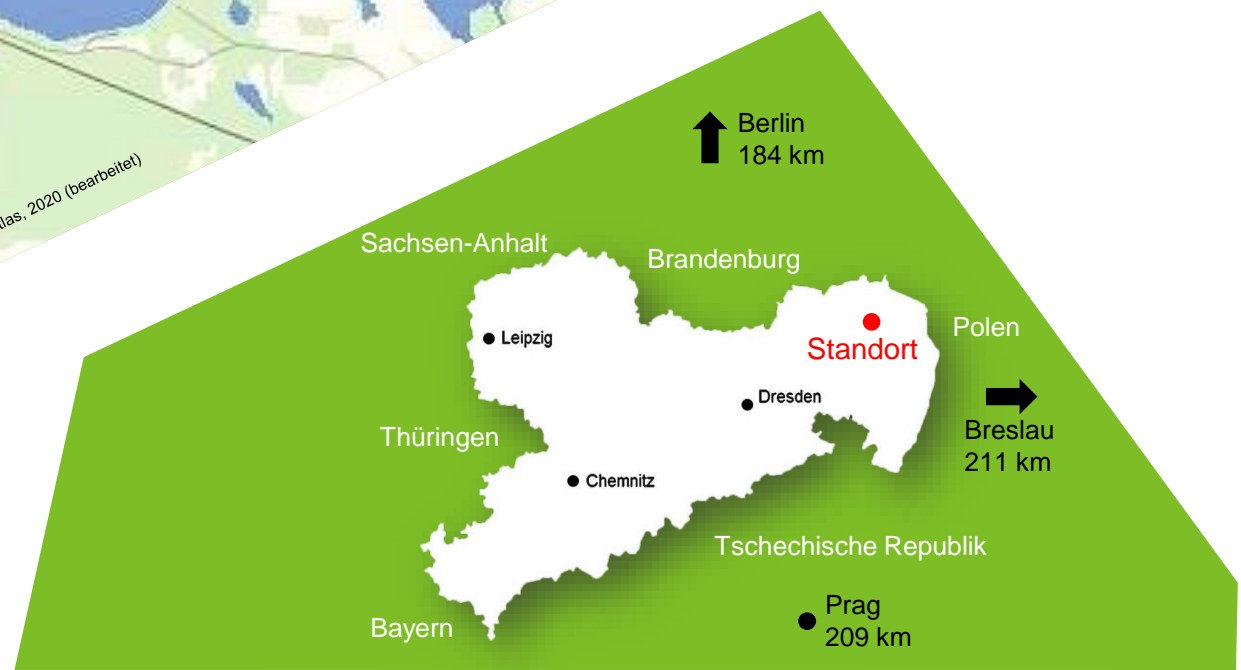 tlas, 2020 (bearbeitet)
Berlin
184 km
Sachsen-Anhalt
Brandenburg
Polen
Leipzig
Standort
Dresden
Breslau
211 km
Thüringen
Chemnitz
Tschechische Republik
Prag
209 km
Bayern